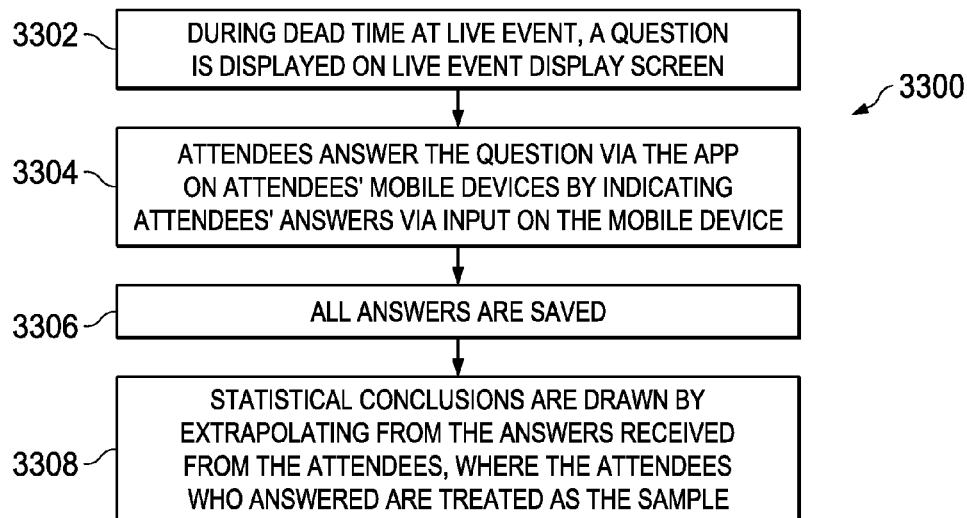 3302
DURING DEAD TIME AT LIVE EVENT, A QUESTION
IS DISPLAYED ON LIVE EVENT DISPLAY SCREEN
3300
3304
ATTENDEES ANSWER THE QUESTION VIA THE APP
ON ATTENDEES' MOBILE DEVICES BY INDICATING
ATTENDEES' ANSWERS VIA INPUT ON THE MOBILE DEVICE
3306
ALL ANSWERS ARE SAVED
3308
STATISTICAL CONCLUSIONS ARE DRAWN BY
EXTRAPOLATING FROM THE ANSWERS RECEIVED
FROM THE ATTENDEES, WHERE THE ATTENDEES
WHO ANSWERED ARE TREATED AS THE SAMPLE